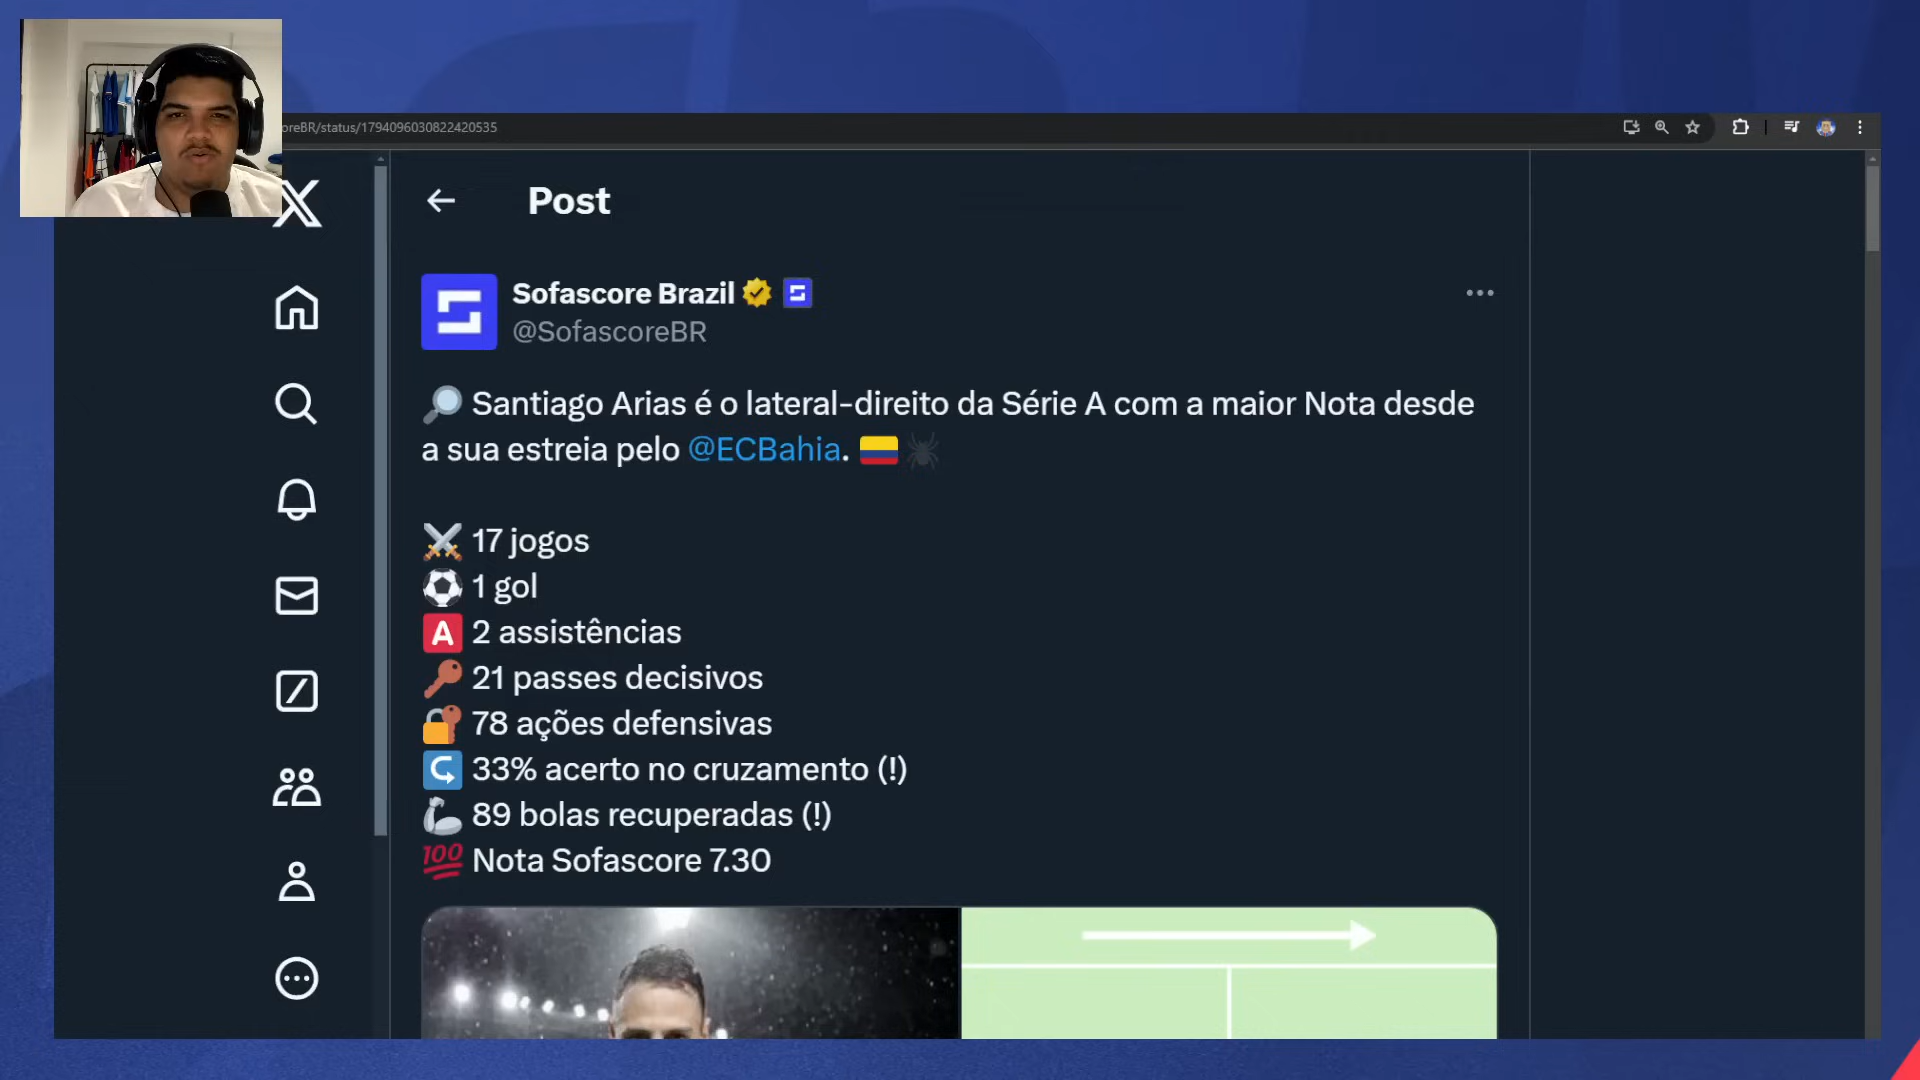 oreBR/status/1794096030822420535
Post
Sofascore Brazil
@SofascoreBR
Santiago Arias é o lateral-direito da Série A com a maior Nota desde
a sua estreia pelo @ECBahia.
17 jogos
1 gol
A 2 assistências
21 passes decisivos
78 ações defensivas
33% acerto no cruzamento (!)
89 bolas recuperadas (!)
100 Nota Sofascore 7.30